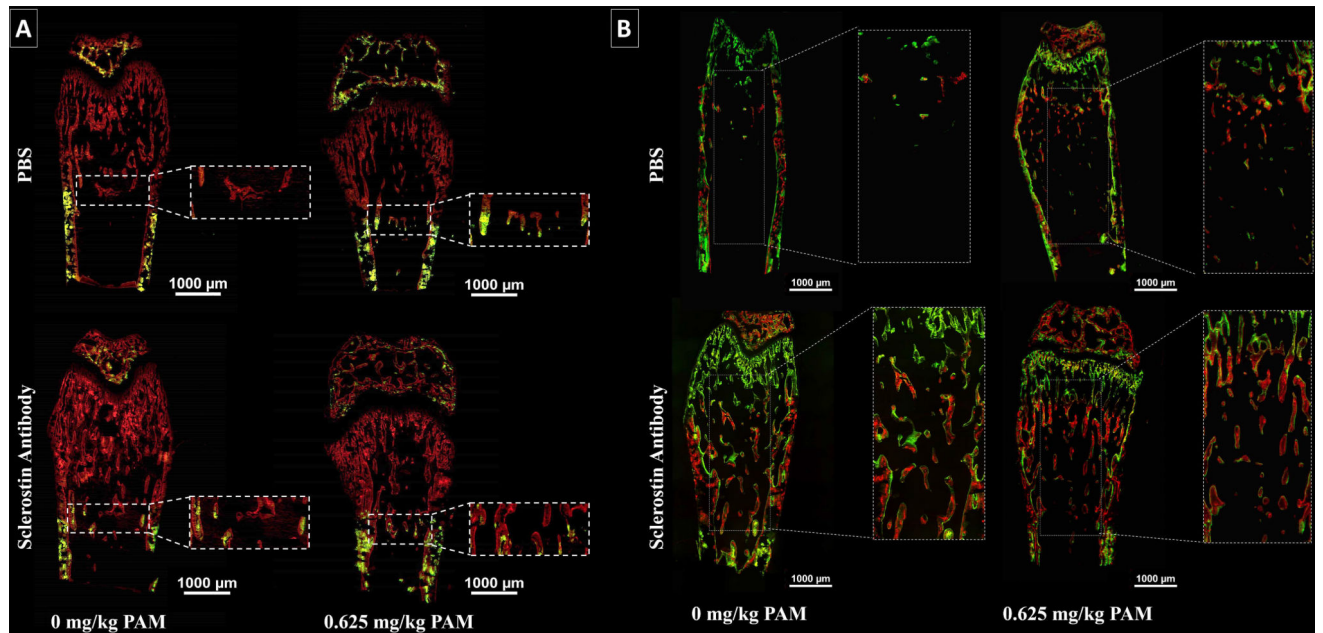 A
B
PBS
PBS
1000 µm
1000 µm
1000 µm
1000 µm
Sclerostin Antibody
Sclerostin Antibody
1000 µm
1000 µm
1000 µm
1000 µm
0 mg/kg PAM
0.625 mg/kg PAM
0 mg/kg PAM
0.625 mg/kg PAM